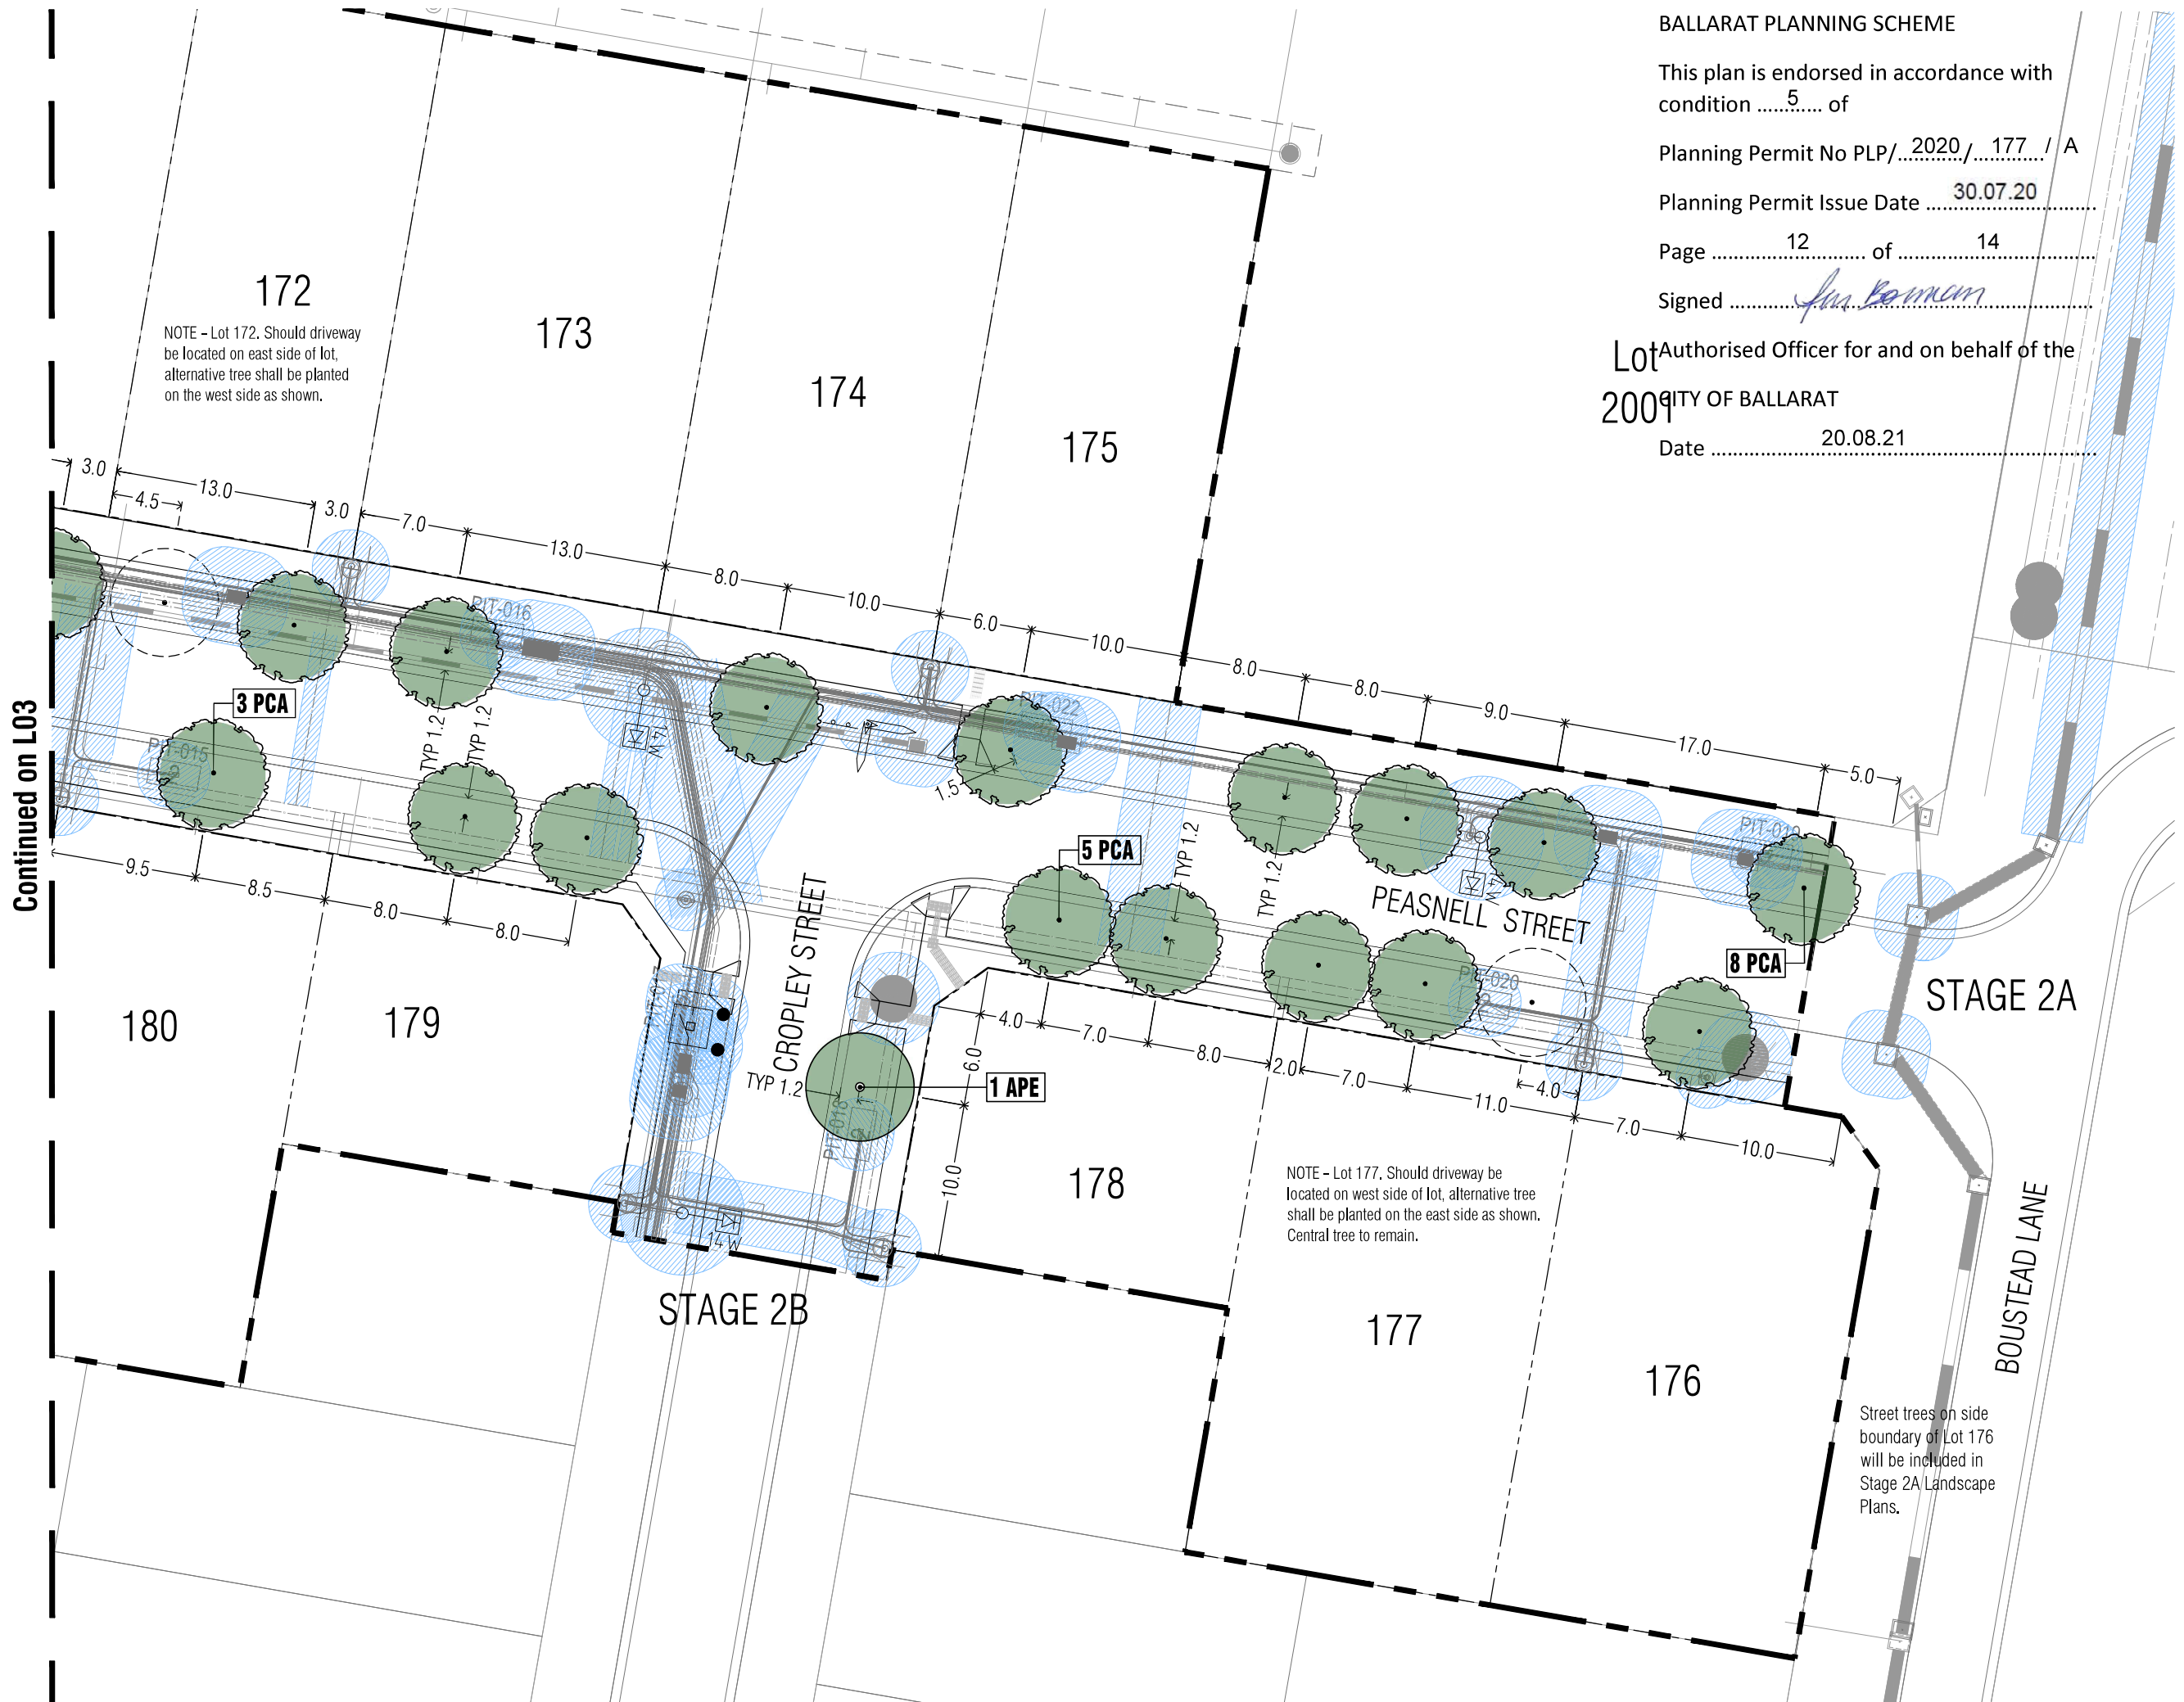 BALLARAT PLANNING SCHEME
This plan is endorsed in accordance with
condition ......5..... of
Planning Permit No PLP/...2020.../...177.../ A
Planning Permit Issue Date ...30.07.20...
Page ...12... of ...14...
Signed
Authorised Officer for and on behalf of the
CITY OF BALLARAT
Date ...20.08.21...
Lot
2001
172
NOTE - Lot 172. Should driveway
be located on east side of lot,
alternative tree shall be planted
on the west side as shown.
173
174
175
3.0
13.0
4.5
3.0
7.0
13.0
8.0
10.0
6.0
10.0
8.0
8.0
9.0
17.0
5.0
Continued on L03
PIT-016
14 W
PIT-022
3 PCA
PIT-015
TYP 1.2
TYP 1.2
1.5
5 PCA
TYP 1.2
TYP 1.2
14 W
PEASNELL STREET
8 PCA
STAGE 2A
9.5
8.5
8.0
8.0
CROPLEY STREET
PIT-020
180
179
TYP 1.2
PIT-018
1 APE
4.0
7.0
8.0
2.0
7.0
11.0
4.0
7.0
10.0
6.0
10.0
178
NOTE - Lot 177. Should driveway be
located on west side of lot, alternative tree
shall be planted on the east side as shown.
Central tree to remain.
14 W
STAGE 2B
177
176
BOUSTEAD LANE
Street trees on side
boundary of Lot 176
will be included in
Stage 2A Landscape
Plans.